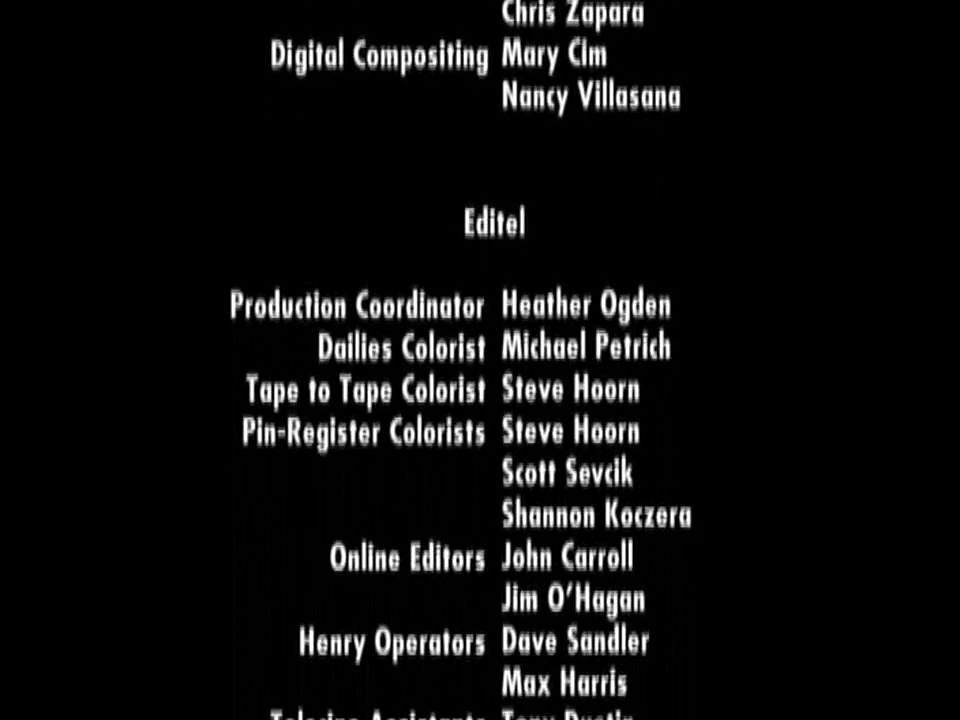 Chris Zapara
Digital Compositing Mary Cim
Nancy Villasana
Editel
Production Coordinator Heather Ogden
Dailies Colorist Michael Petrich
Tape to Tape Colorist Steve Hoorn
Pin-Register Colorists Steve Hoorn
Scott Sevcik
Shannon Koczera
Online Editors John Carroll
Jim O'Hagan
Henry Operators Dave Sandler
Max Harris